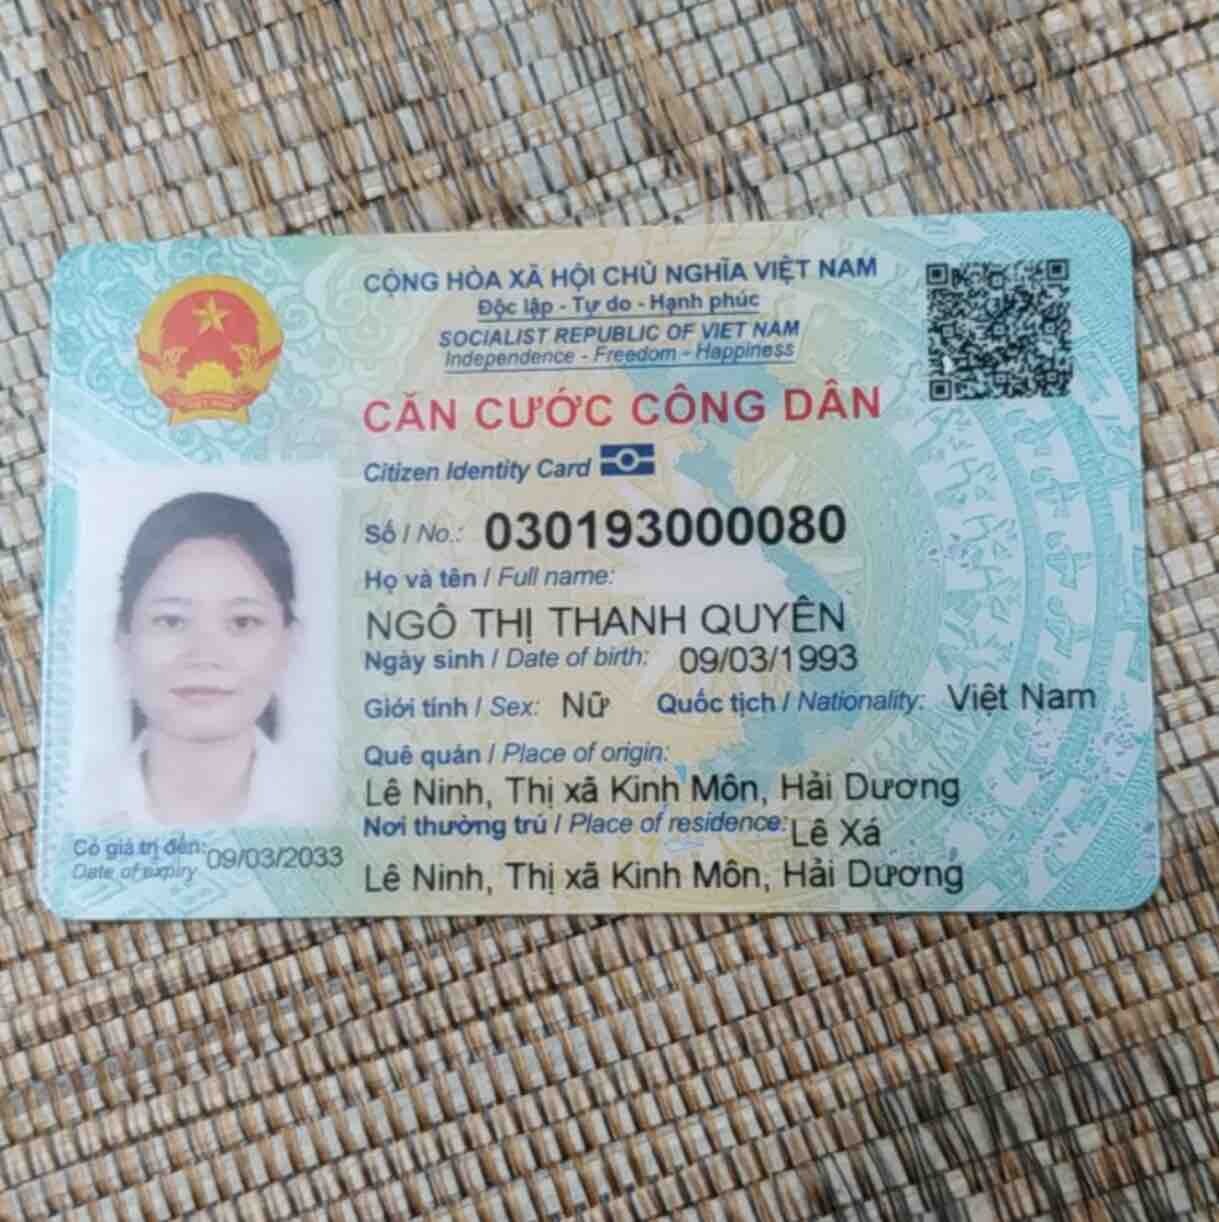 CỘNG HÒA XÃ HỘI CHỦ NGHĨA VIỆT NAM
Độc lập - Tự do - Hạnh phúc
SOCIALIST REPUBLIC OF VIET NAM
Independence - Freedom - Happiness
CĂN CƯỚC CÔNG DÂN
Citizen Identity Card
Số / No.: 030193000080
Họ và tên / Full name:
NGÔ THỊ THANH QUYÊN
Ngày sinh / Date of birth: 09/03/1993
Giới tính / Sex: Nữ Quốc tịch / Nationality: Việt Nam
Quê quán / Place of origin:
Lê Ninh, Thị xã Kinh Môn, Hải Dương
Nơi thường trú / Place of residence: Lê Xá
Lê Ninh, Thị xã Kinh Môn, Hải Dương
Có giá trị đến: 09/03/2033
Date of expiry